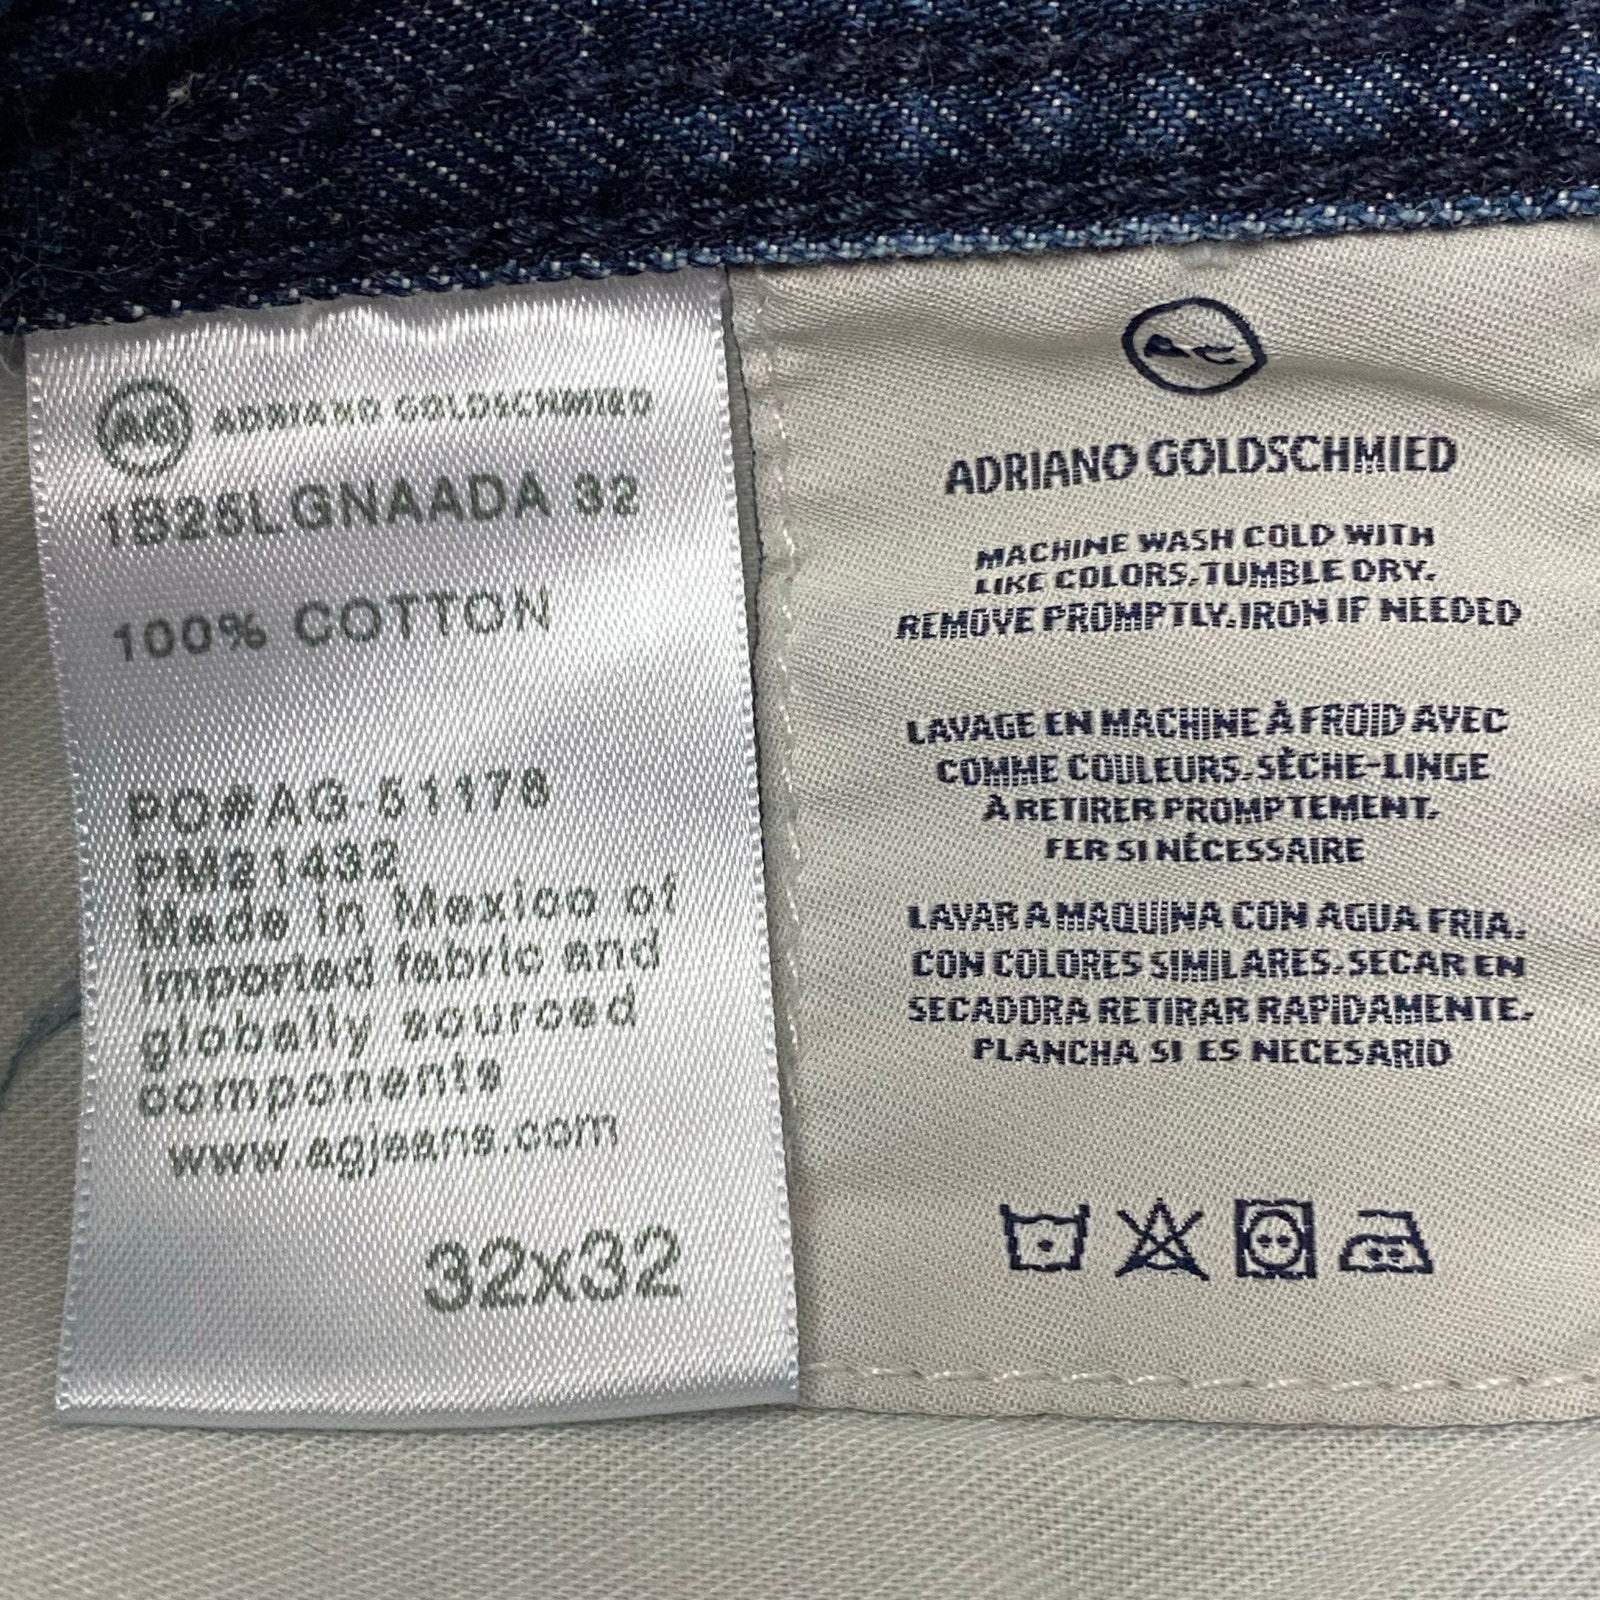 AG ADRIANO GOLDSCHMIED
1B25LGNAADA 32
100% COTTON
PO#AG-51178
PM21432
Made in Mexico of
imported fabric and
globally sourced
components
www.agjeans.com
32x32
AG
ADRIANO GOLDSCHMIED
MACHINE WASH COLD WITH
LIKE COLORS. TUMBLE DRY.
REMOVE PROMPTLY. IRON IF NEEDED
LAVAGE EN MACHINE À FROID AVEC
COMME COULEURS. SÈCHE-LINGE
À RETIRER PROMPTEMENT.
FER SI NÉCESSAIRE
LAVAR A MAQUINA CON AGUA FRIA.
CON COLORES SIMILARES. SECAR EN
SECADORA RETIRAR RAPIDAMENTE.
PLANCHA SI ES NECESARIO